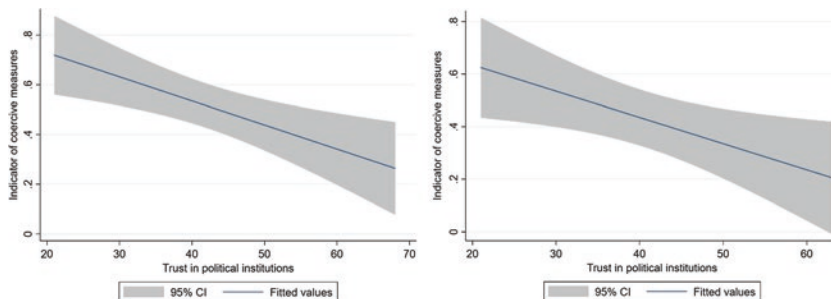 Indicator of coercive measures
.8
.6
.4
.2
0
20 30 40 50 60 70
Trust in political institutions
95% CI Fitted values
Indicator of coercive measures
.8
.6
.4
.2
0
20 30 40 50 60
Trust in political institutions
95% CI Fitted values